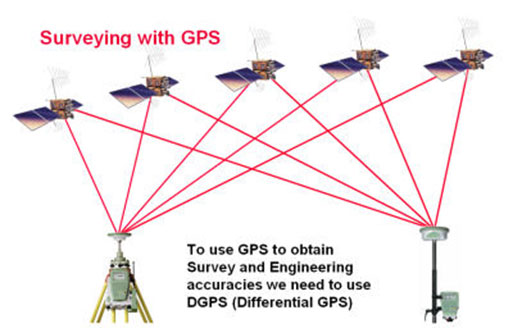 Surveying with GPS
To use GPS to obtain
Survey and Engineering
accuracies we need to use
DGPS (Differential GPS)